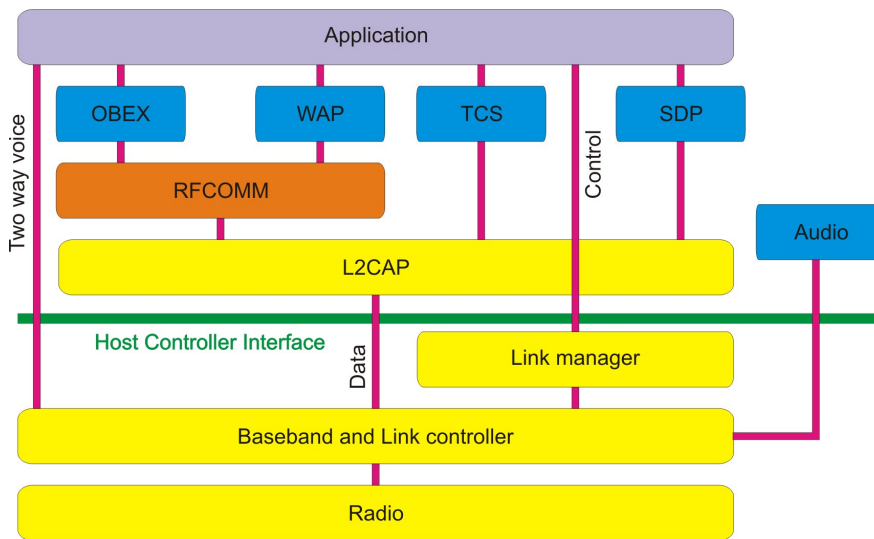 Application
OBEX
WAP
TCS
SDP
Two way voice
Control
RFCOMM
Audio
L2CAP
Host Controller Interface
Data
Link manager
Baseband and Link controller
Radio